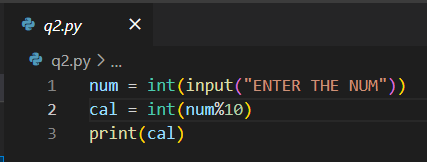 q2.py ×
q2.py > ...
1 num = int(input("ENTER THE NUM"))
2 cal = int(num%10)
3 print(cal)